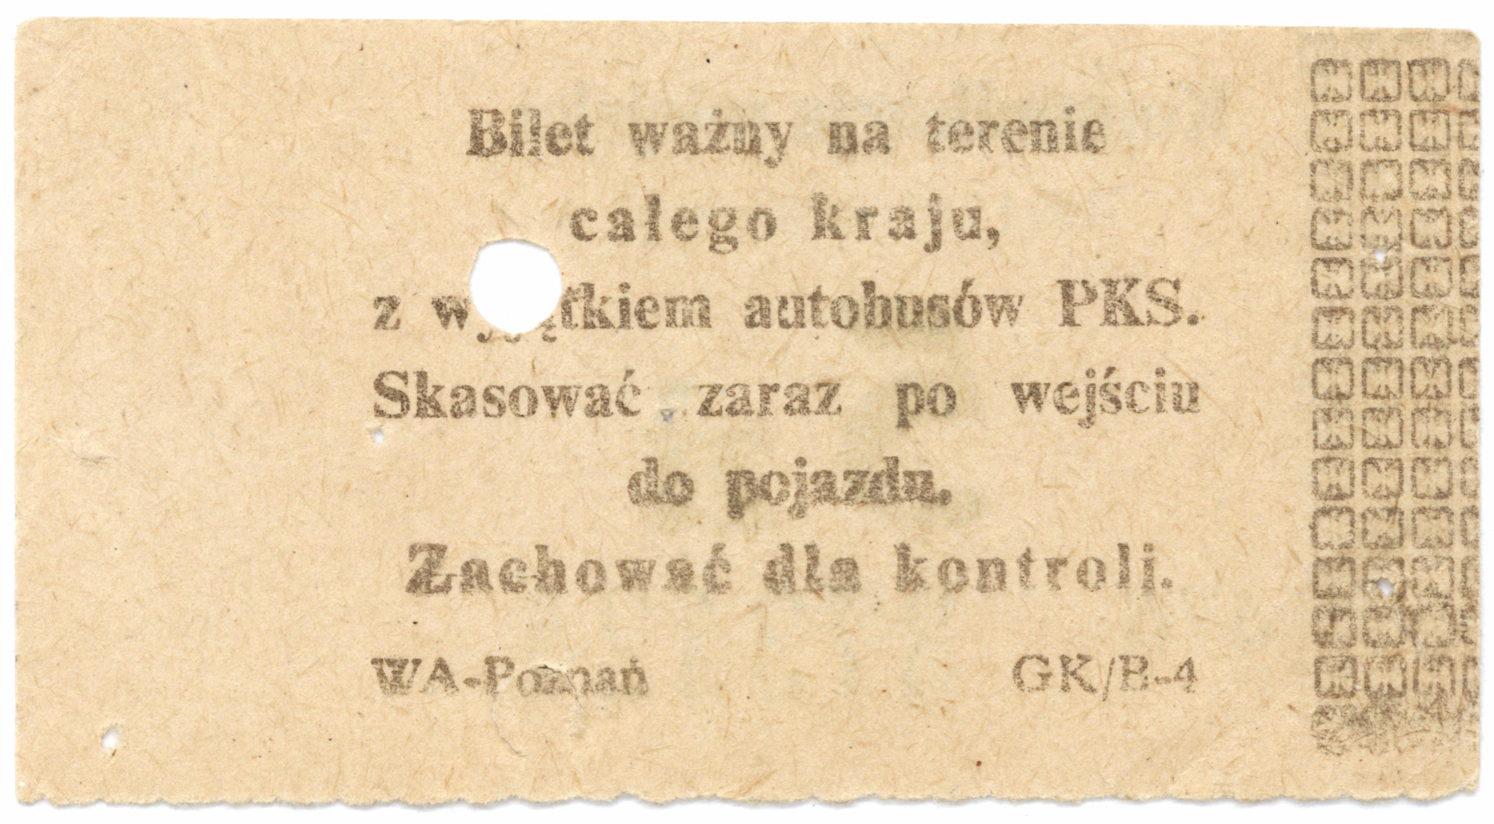 Bilet ważny na terenie
całego kraju,
z wyjątkiem autobusów PKS.
Skasować zaraz po wejściu
do pojazdu.
Zachować dla kontroli.
WA-Poznań GK/B-4